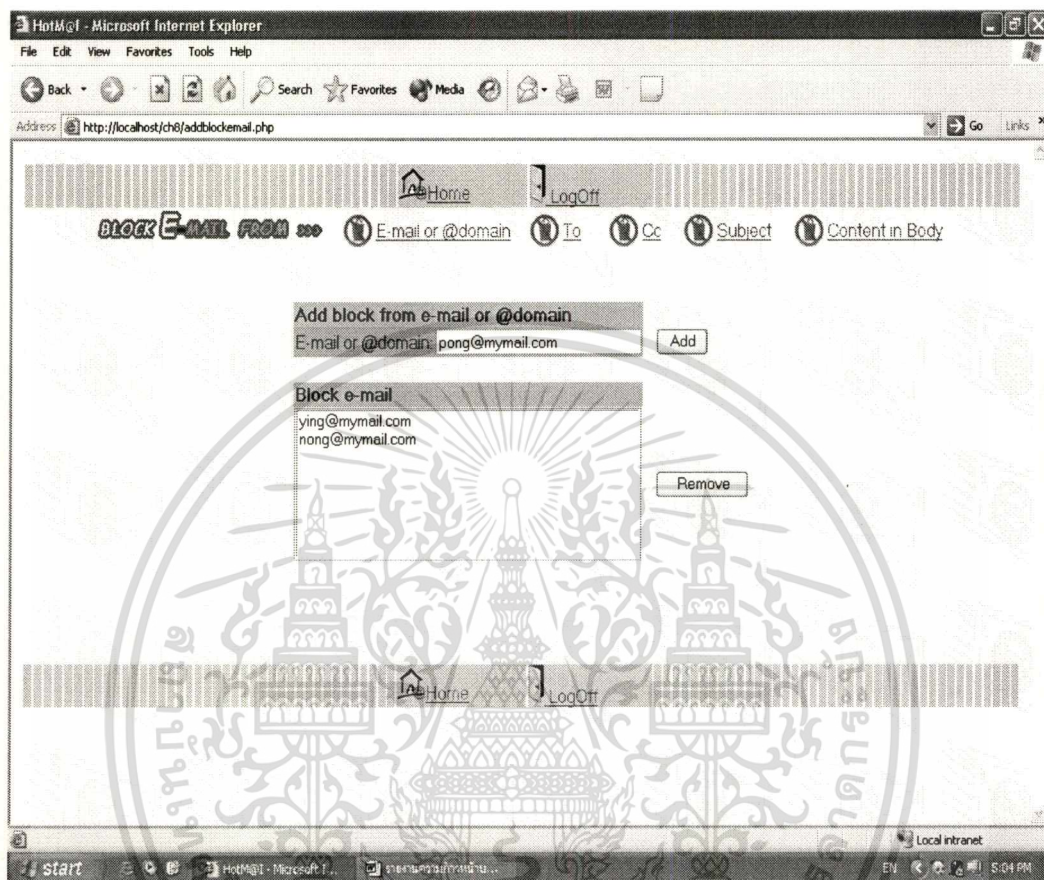 HotM@!l - Microsoft Internet Explorer
File Edit View Favorites Tools Help
Back Search Favorites Media
Address http://localhost/ch8/addblockemail.php Go Links
Home LogOff
BLOCK E-MAIL FROM >>> E-mail or @domain To Cc Subject Content in Body
Add block from e-mail or @domain
E-mail or @domain: pong@mymail.com Add
Block e-mail
ying@mymail.com
nong@mymail.com
Remove
Home LogOff
Local intranet
start HotM@!l - Microsoft I... EN 5:04 PM